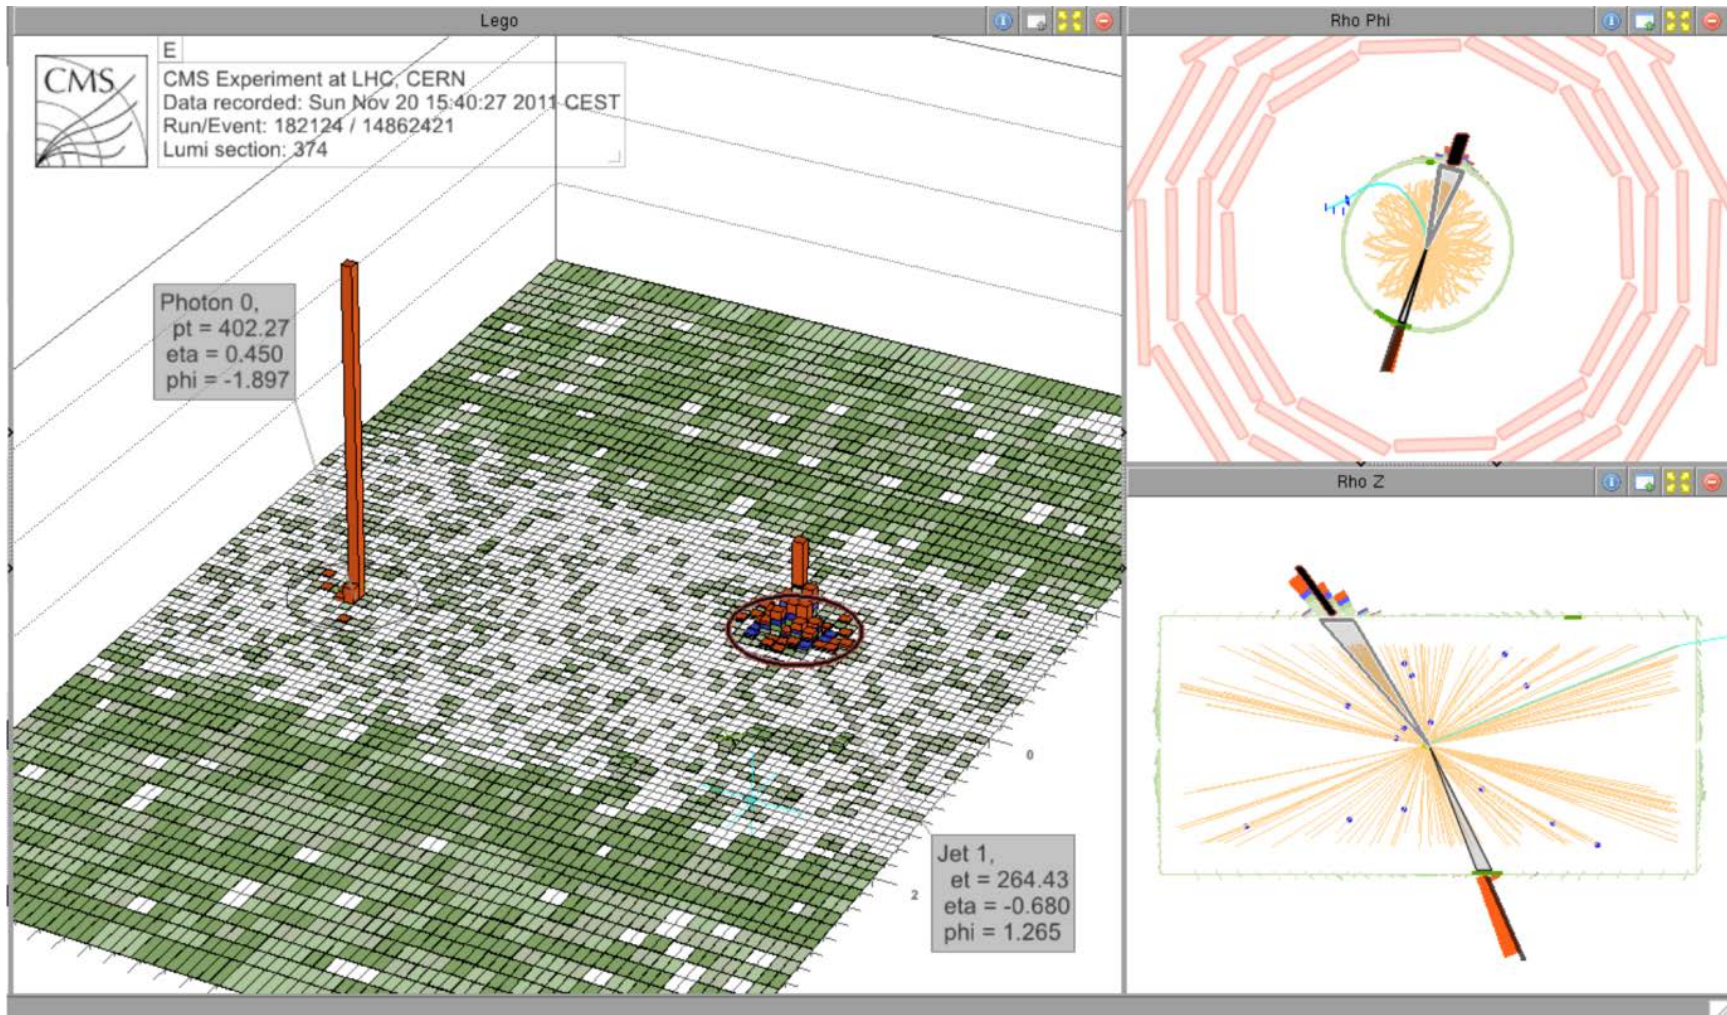 Lego
CMS
E
CMS Experiment at LHC, CERN
Data recorded: Sun Nov 20 15:40:27 2011 CEST
Run/Event: 182124 / 14862421
Lumi section: 374
Photon 0,
pt = 402.27
eta = 0.450
phi = -1.897
0
2
Jet 1,
et = 264.43
eta = -0.680
phi = 1.265
Rho Phi
Rho Z